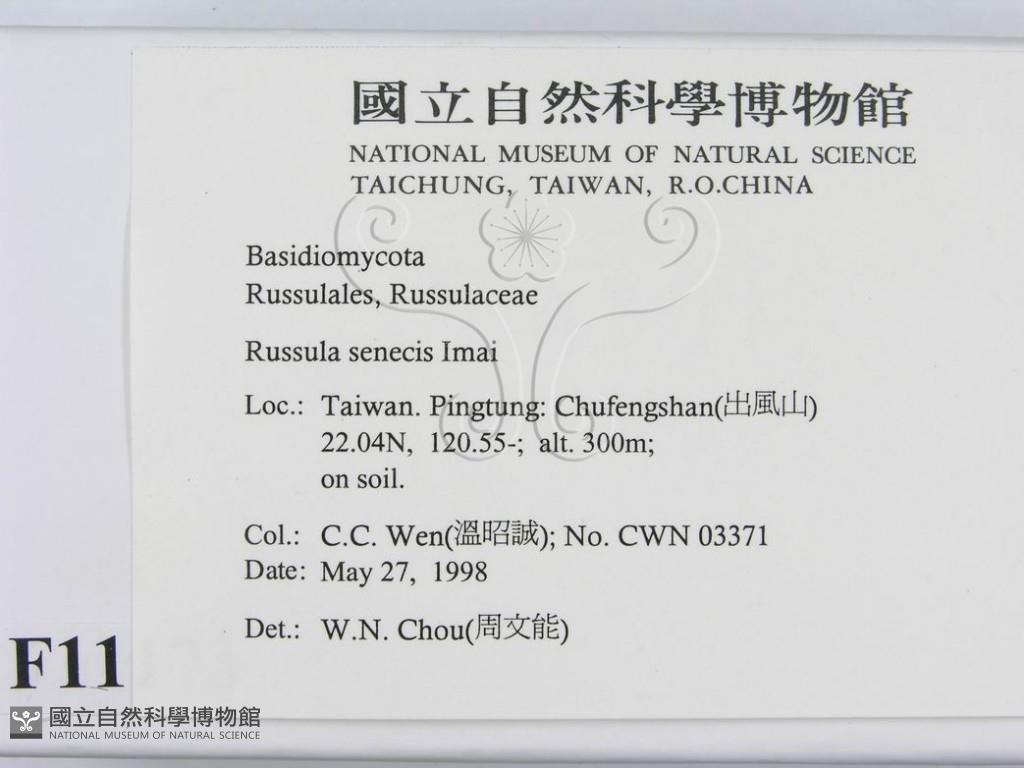 國立自然科學博物館
NATIONAL MUSEUM OF NATURAL SCIENCE
TAICHUNG, TAIWAN, R.O.CHINA
Basidiomycota
Russulales, Russulaceae
Russula senecis Imai
Loc.: Taiwan. Pingtung: Chufengshan(出風山)
22.04N, 120.55-; alt. 300m;
on soil.
Col.: C.C. Wen(溫昭誠); No. CWN 03371
Date: May 27, 1998
Det.: W.N. Chou(周文能)
F11
國立自然科學博物館
NATIONAL MUSEUM OF NATURAL SCIENCE